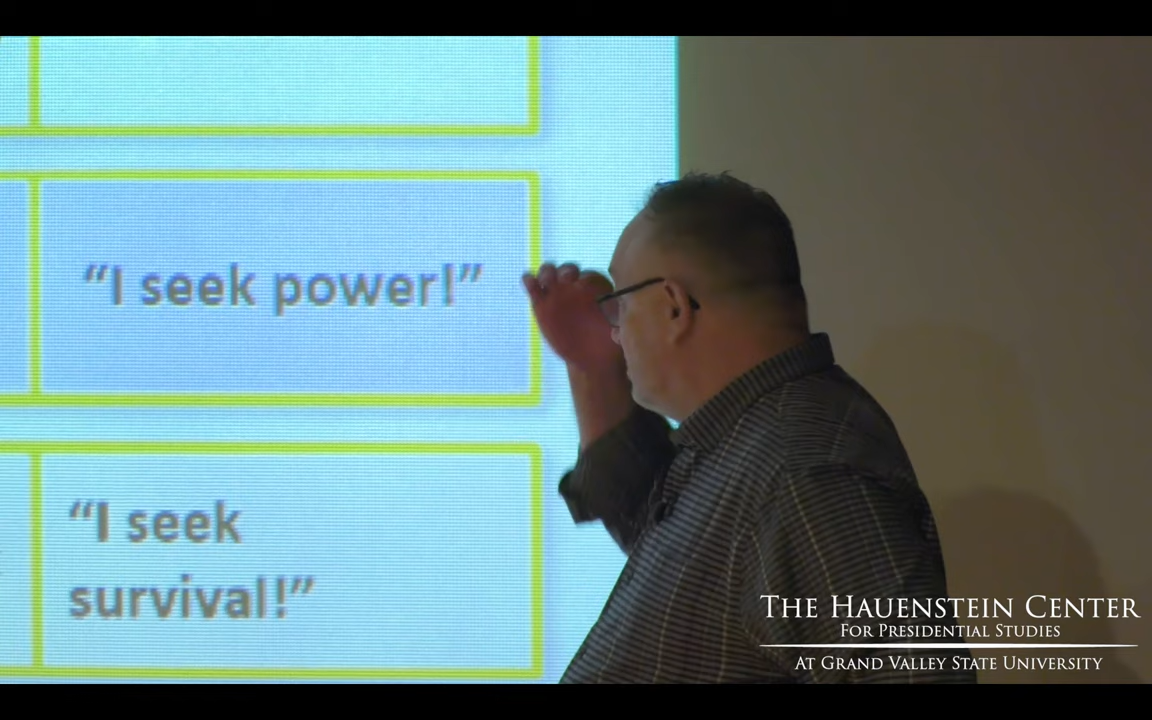 “I seek power!”
“I seek
survival!”
THE HAUENSTEIN CENTER
FOR PRESIDENTIAL STUDIES
AT GRAND VALLEY STATE UNIVERSITY